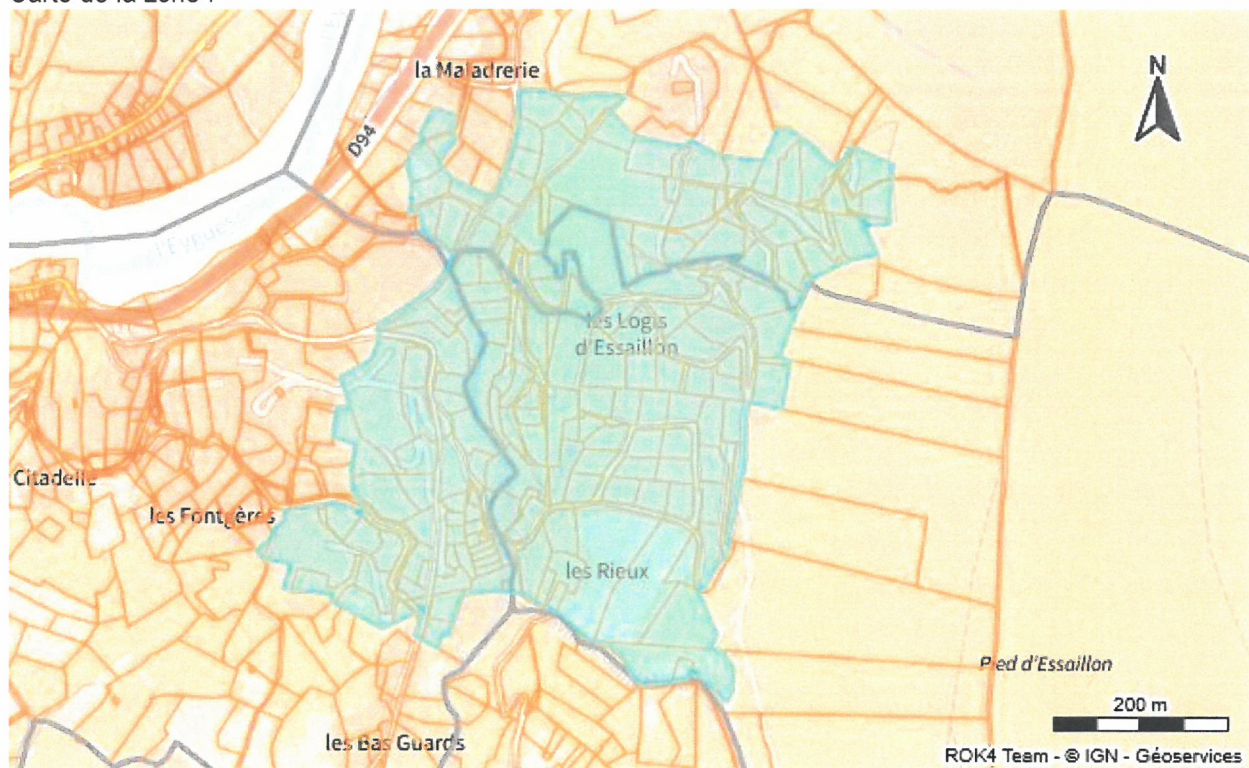 la Maladrerie
N
D94
l'Eygues
les Logis
d'Essaillon
Citadelle
les Fontgères
les Rieux
Pied d'Essaillon
200 m
les Bas Guards
ROK4 Team - © IGN - Géoservices